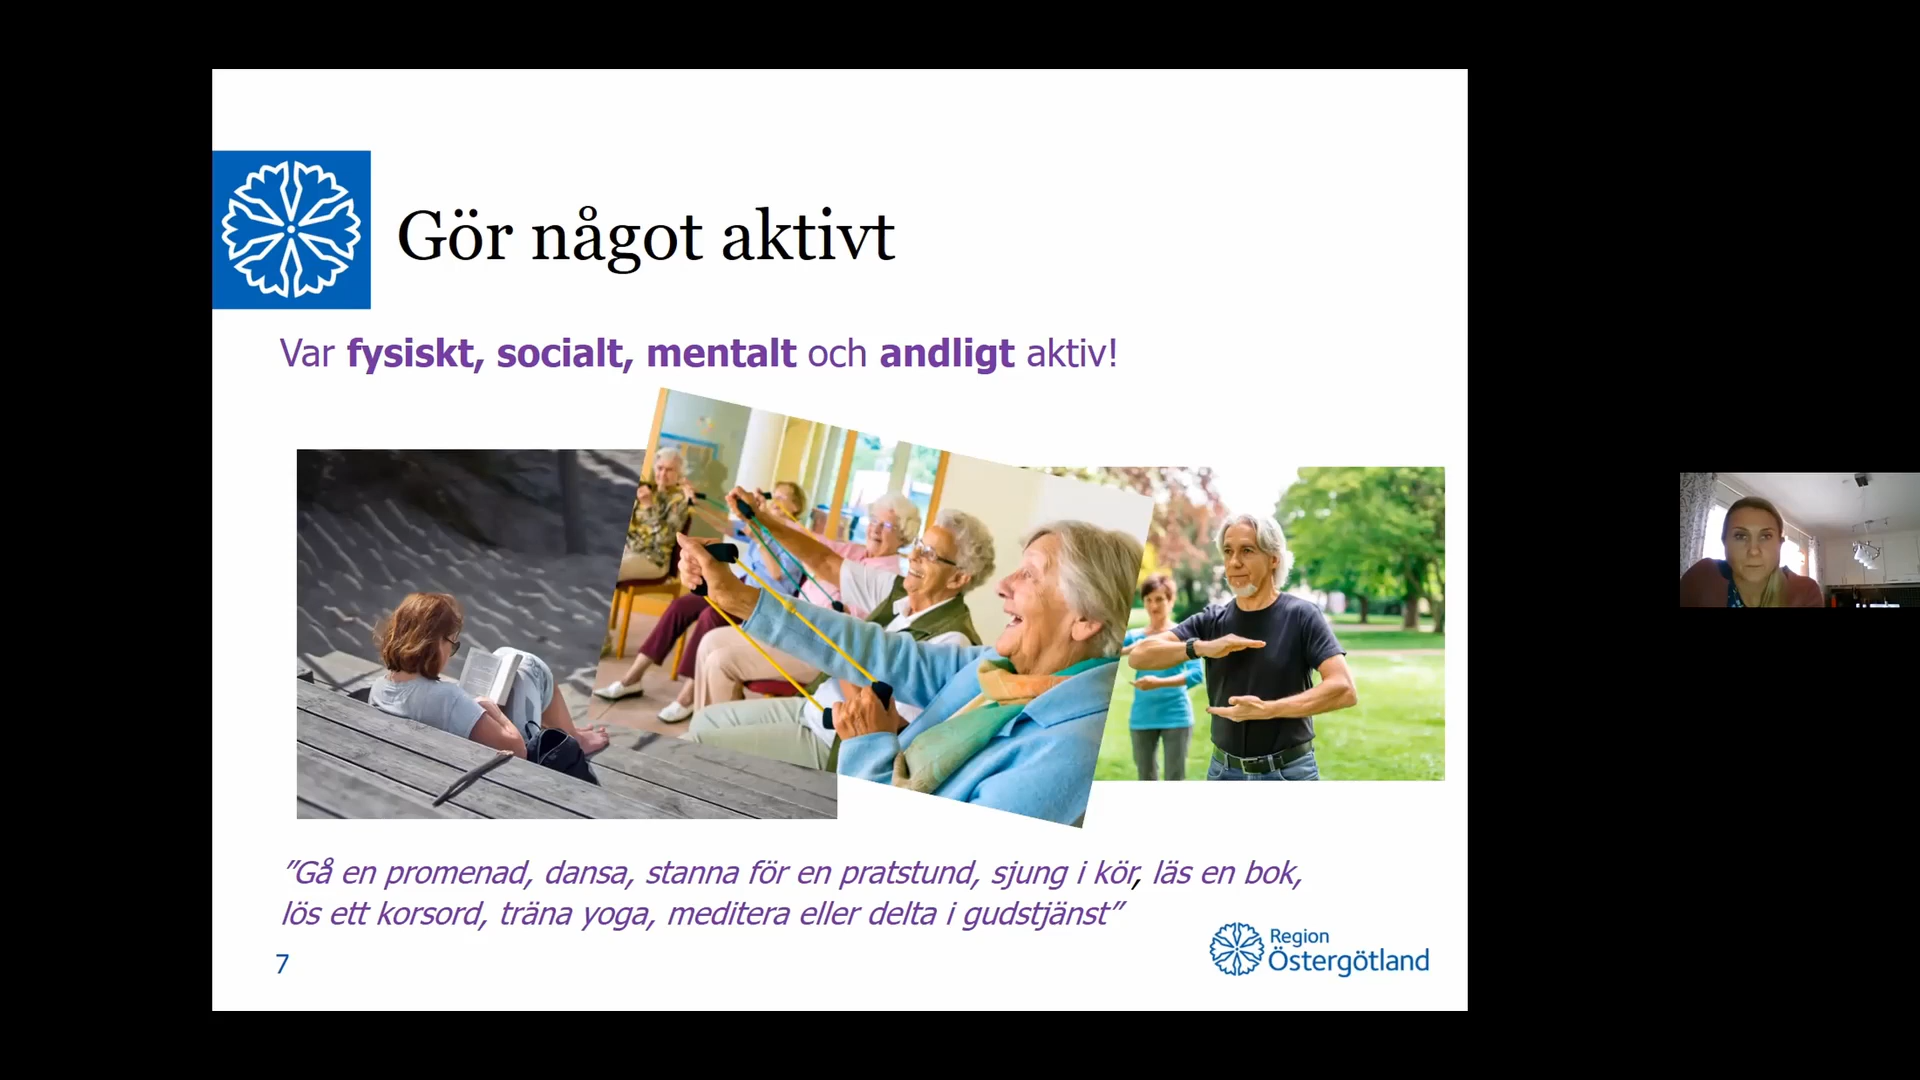 Gör något aktivt
Var fysiskt, socialt, mentalt och andligt aktiv!
”Gå en promenad, dansa, stanna för en pratstund, sjung i kör, läs en bok,
lös ett korsord, träna yoga, meditera eller delta i gudstjänst”
7
Region
Östergötland